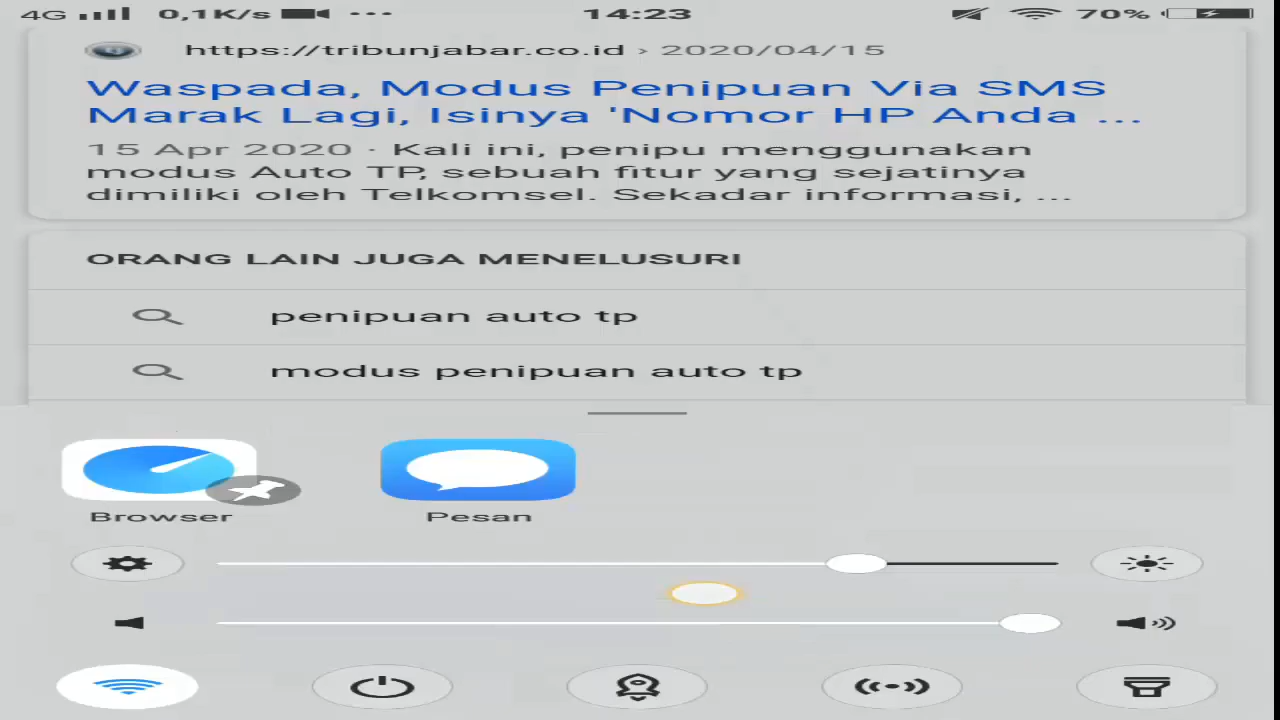 4G 0,1K/s ... 14:23 70%
https://tribunjabar.co.id › 2020/04/15
Waspada, Modus Penipuan Via SMS
Marak Lagi, Isinya 'Nomor HP Anda ...
15 Apr 2020 · Kali ini, penipu menggunakan
modus Auto TP, sebuah fitur yang sejatinya
dimiliki oleh Telkomsel. Sekadar informasi, ...
ORANG LAIN JUGA MENELUSURI
penipuan auto tp
modus penipuan auto tp
Browser Pesan